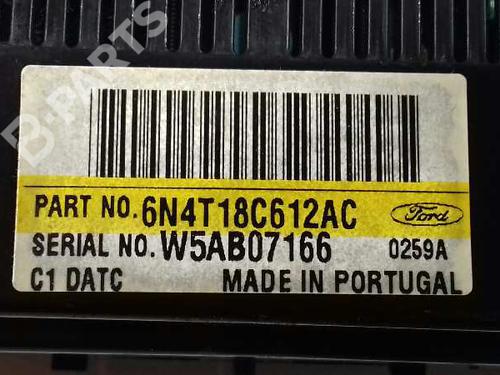 B-PARTS
PART NO. 6N4T18C612AC Ford
SERIAL NO. W5AB07166 0259A
C1 DATC MADE IN PORTUGAL